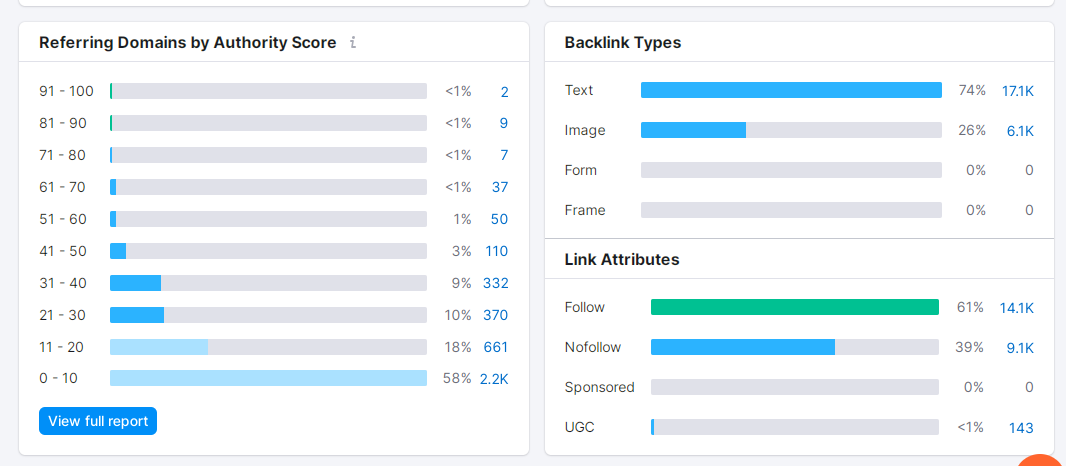 Referring Domains by Authority Score i
91 - 100 <1% 2
81 - 90 <1% 9
71 - 80 <1% 7
61 - 70 <1% 37
51 - 60 1% 50
41 - 50 3% 110
31 - 40 9% 332
21 - 30 10% 370
11 - 20 18% 661
0 - 10 58% 2.2K
View full report
Backlink Types
Text 74% 17.1K
Image 26% 6.1K
Form 0% 0
Frame 0% 0
Link Attributes
Follow 61% 14.1K
Nofollow 39% 9.1K
Sponsored 0% 0
UGC <1% 143